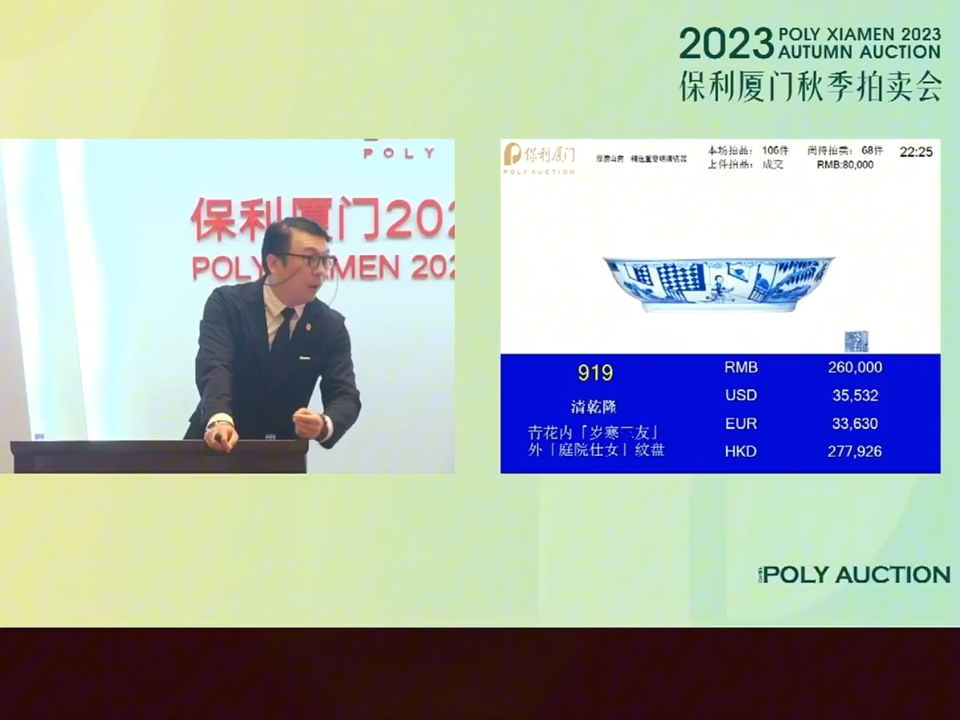 2023 POLY XIAMEN 2023
AUTUMN AUCTION
保利厦门秋季拍卖会
POLY
保利厦门202
POLY XIAMEN 202
保利厦门
POLY AUCTION
本场拍品: 106件
尚待拍卖: 68件
22:25
上件拍品: 成交
RMB:80,000
919
清乾隆
青花内「岁寒三友」
外「庭院仕女」纹盘
RMB 260,000
USD 35,532
EUR 33,630
HKD 277,926
POLY AUCTION